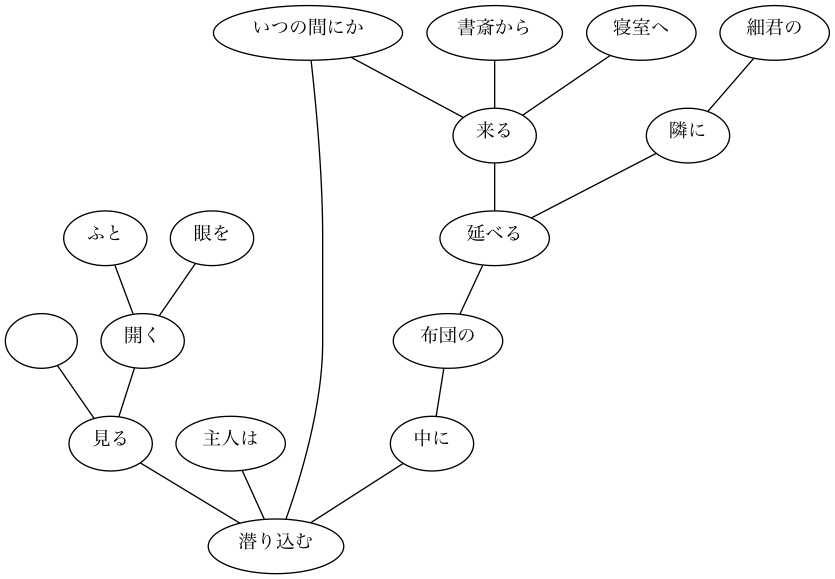 いつの間にか
書斎から
寝室へ
細君の
来る
隣に
ふと
眼を
延べる
開く
布団の
見る
主人は
中に
潜り込む